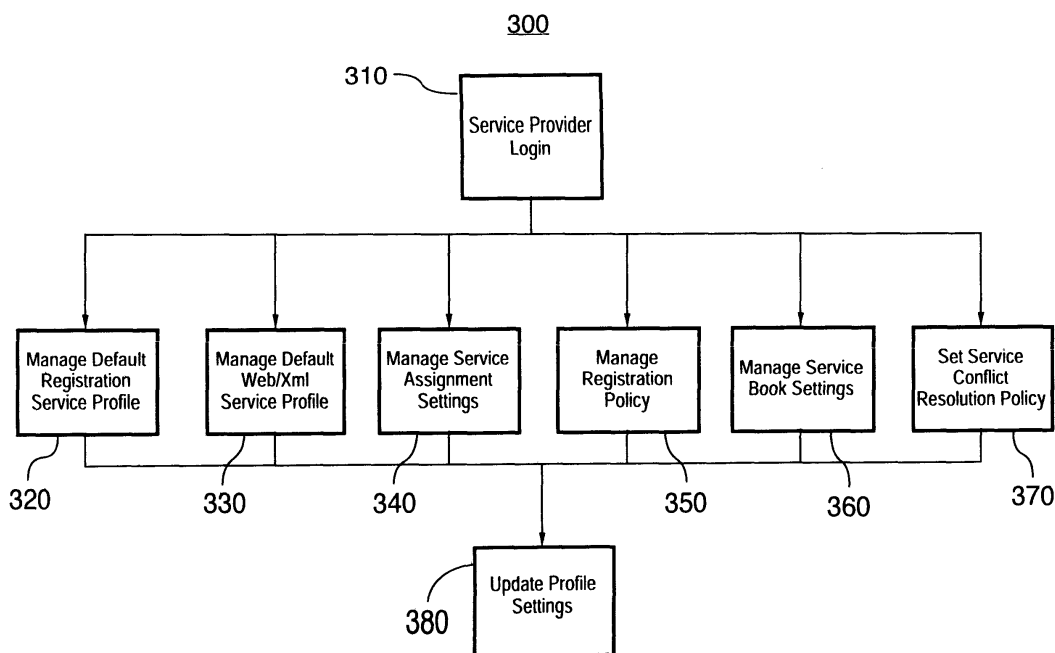 300
310
Service Provider
Login
Manage Default
Registration
Service Profile
Manage Default
Web/Xml
Service Profile
Manage Service
Assignment
Settings
Manage
Registration
Policy
Manage Service
Book Settings
Set Service
Conflict
Resolution Policy
320
330
340
350
360
370
Update Profile
Settings
380